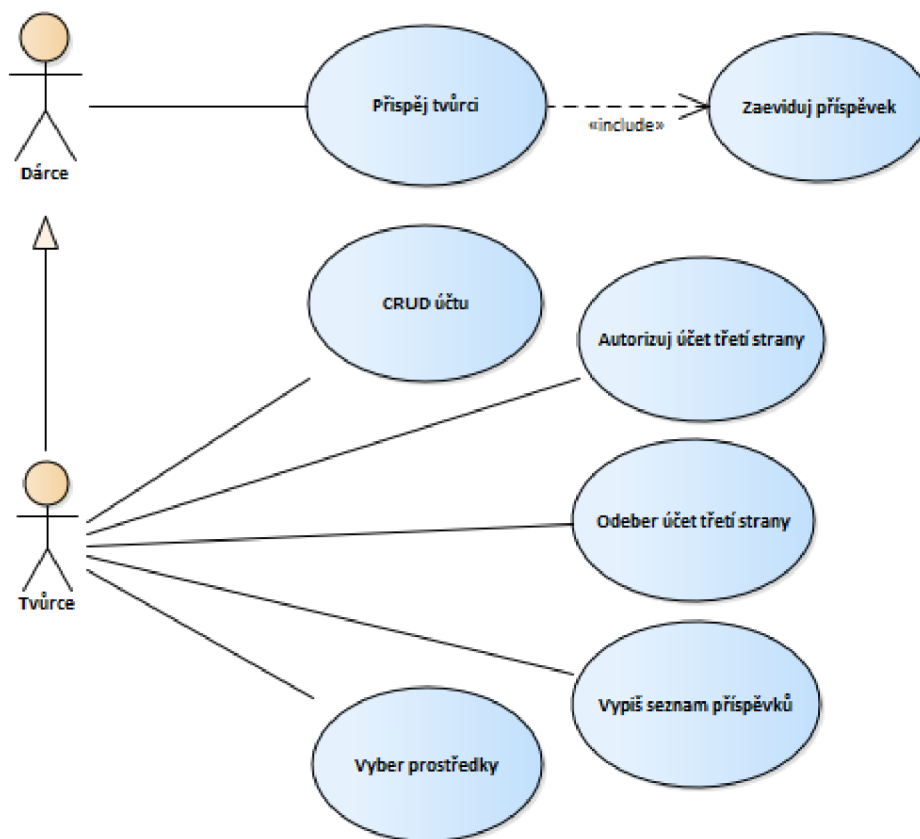 Přispěj tvůrci
«include»
Zaeviduj příspěvek
Dárce
CRUD účtu
Autorizuj účet třetí strany
Odeber účet třetí strany
Tvůrce
Vypiš seznam příspěvků
Vyber prostředky